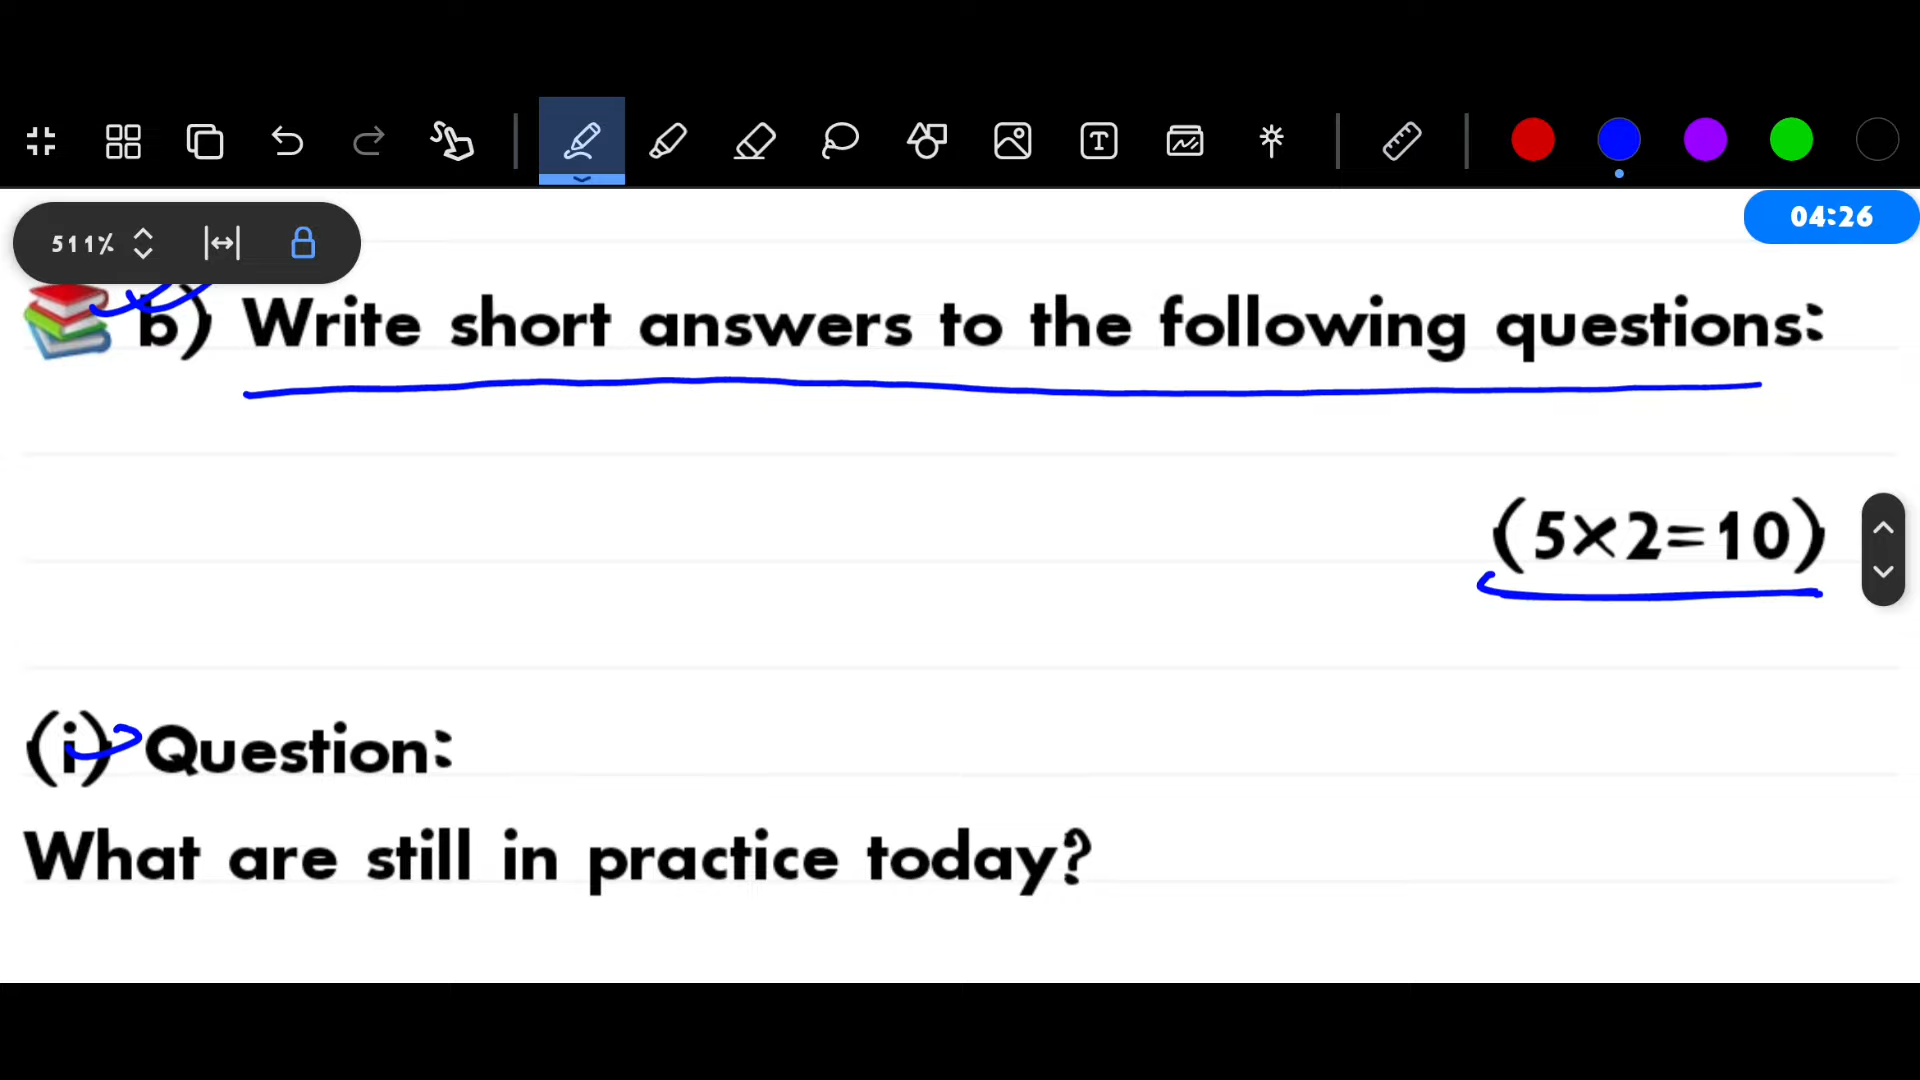 511%
04:26
b) Write short answers to the following questions:
(5×2=10)
(i) Question:
What are still in practice today?